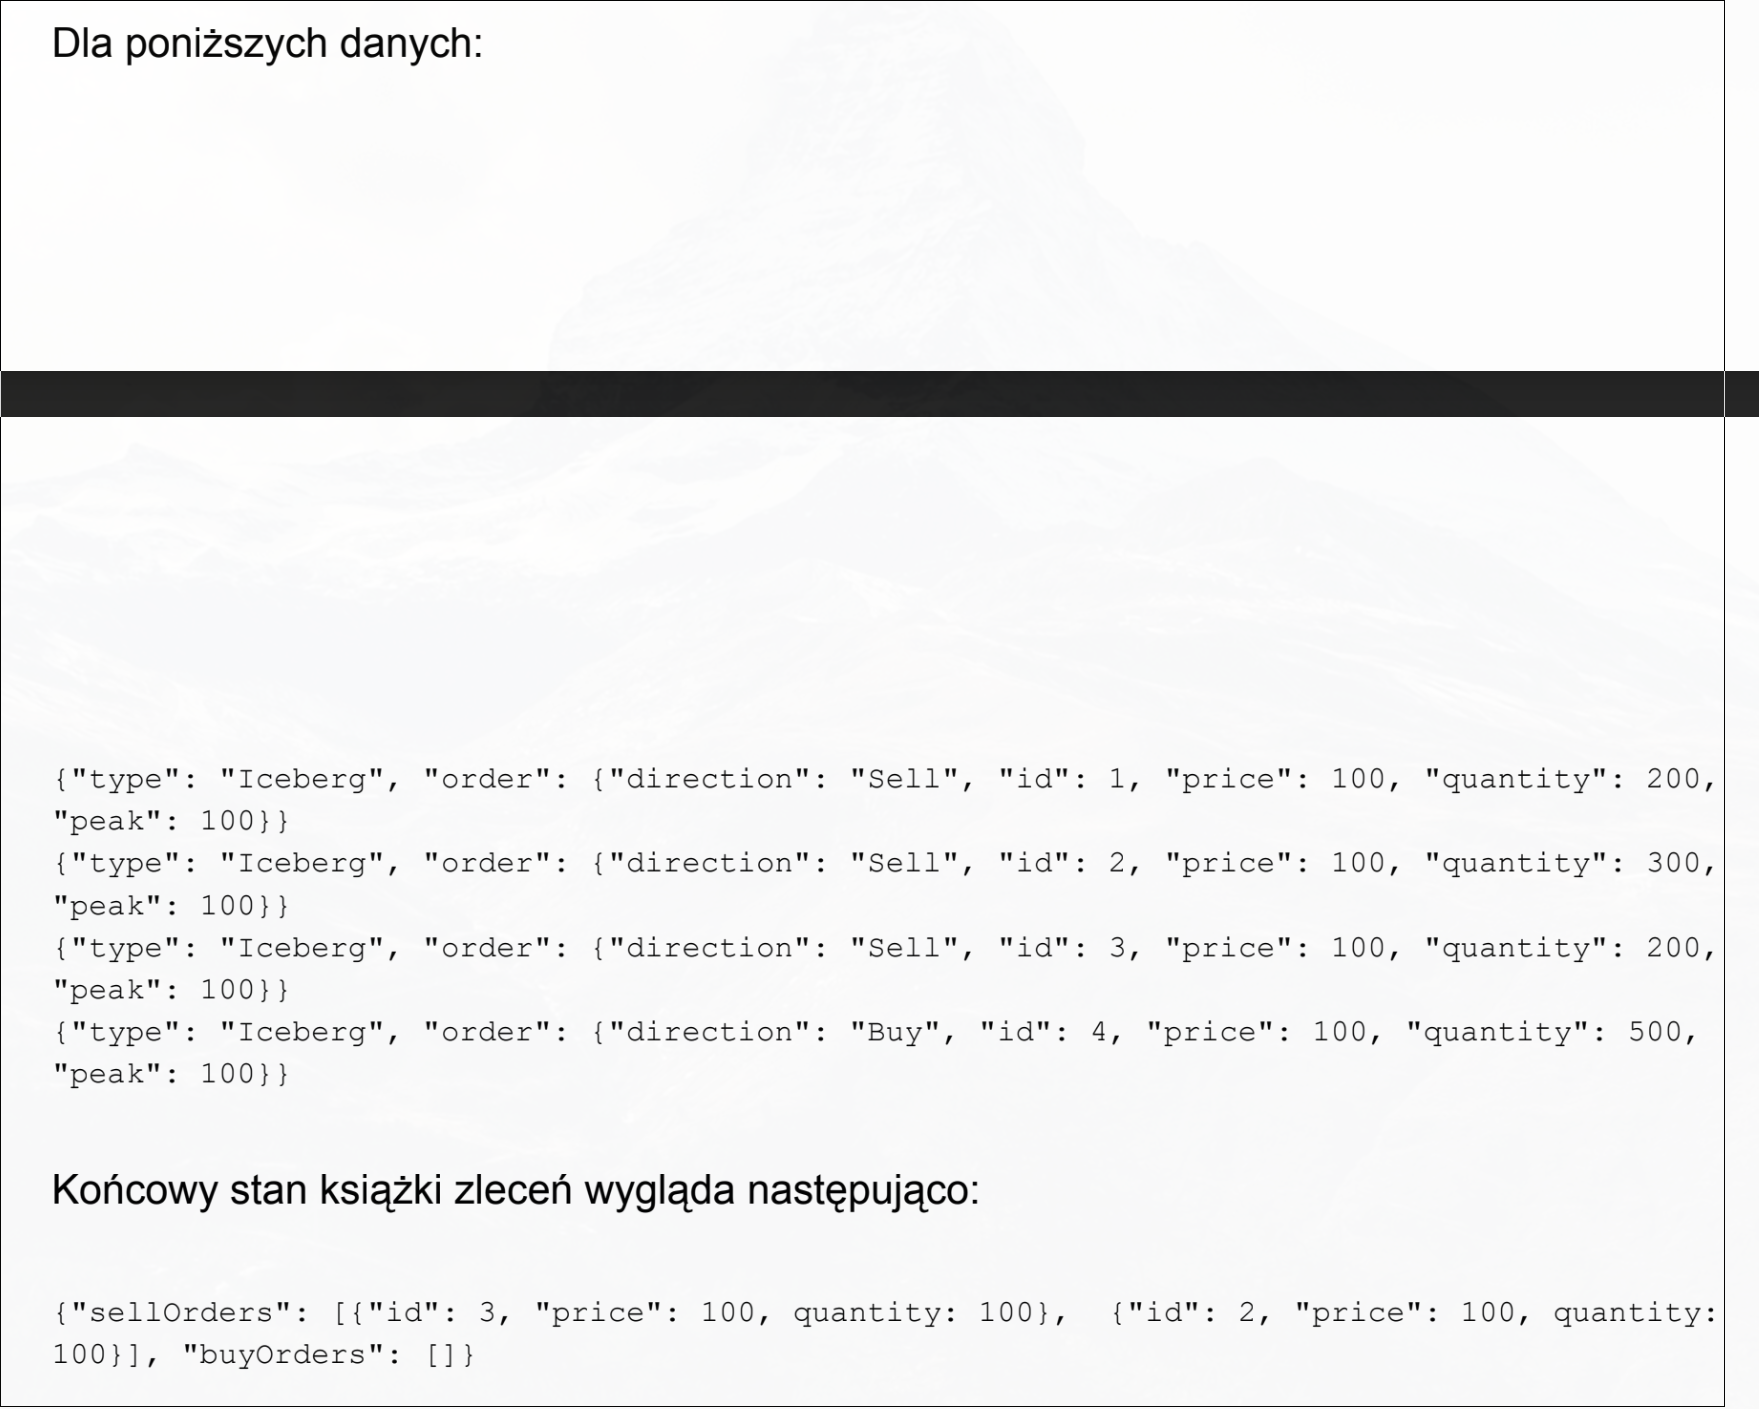 Dla poniższych danych:
{"type": "Iceberg", "order": {"direction": "Sell", "id": 1, "price": 100, "quantity": 200,
"peak": 100}}
{"type": "Iceberg", "order": {"direction": "Sell", "id": 2, "price": 100, "quantity": 300,
"peak": 100}}
{"type": "Iceberg", "order": {"direction": "Sell", "id": 3, "price": 100, "quantity": 200,
"peak": 100}}
{"type": "Iceberg", "order": {"direction": "Buy", "id": 4, "price": 100, "quantity": 500,
"peak": 100}}
Końcowy stan książki zleceń wygląda następująco:
{"sellOrders": [{"id": 3, "price": 100, quantity: 100},  {"id": 2, "price": 100, quantity:
100}], "buyOrders": []}